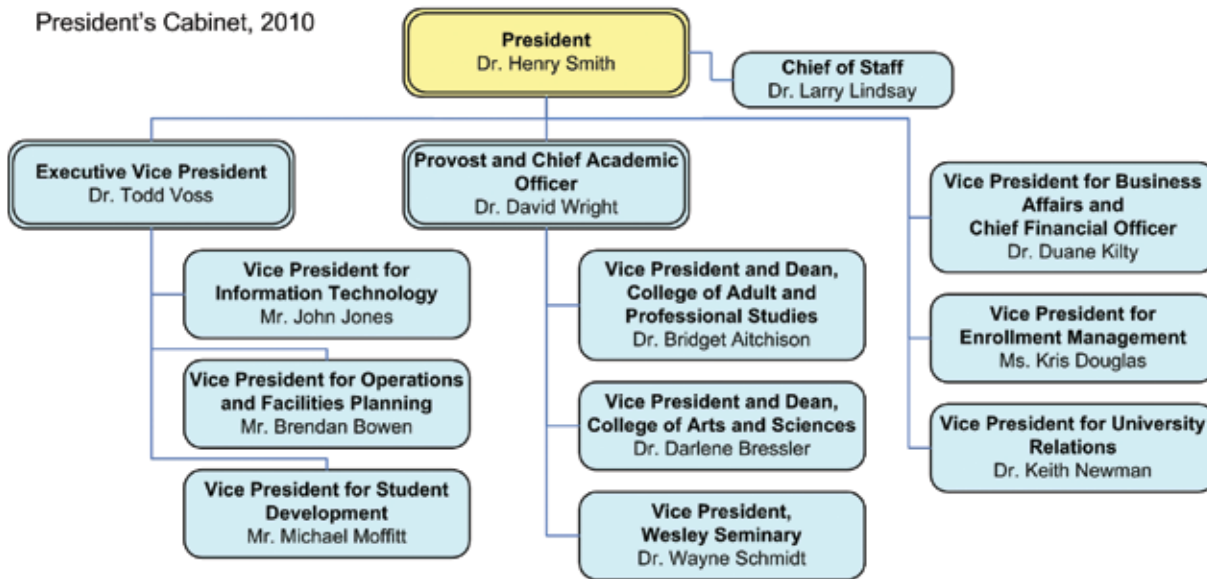 President's Cabinet, 2010
President
Dr. Henry Smith
Chief of Staff
Dr. Larry Lindsay
Executive Vice President
Dr. Todd Voss
Provost and Chief Academic
Officer
Dr. David Wright
Vice President for Business
Affairs and
Chief Financial Officer
Dr. Duane Kilty
Vice President for
Information Technology
Mr. John Jones
Vice President and Dean,
College of Adult and
Professional Studies
Dr. Bridget Aitchison
Vice President for
Enrollment Management
Ms. Kris Douglas
Vice President for Operations
and Facilities Planning
Mr. Brendan Bowen
Vice President and Dean,
College of Arts and Sciences
Dr. Darlene Bressler
Vice President for University
Relations
Dr. Keith Newman
Vice President for Student
Development
Mr. Michael Moffitt
Vice President,
Wesley Seminary
Dr. Wayne Schmidt